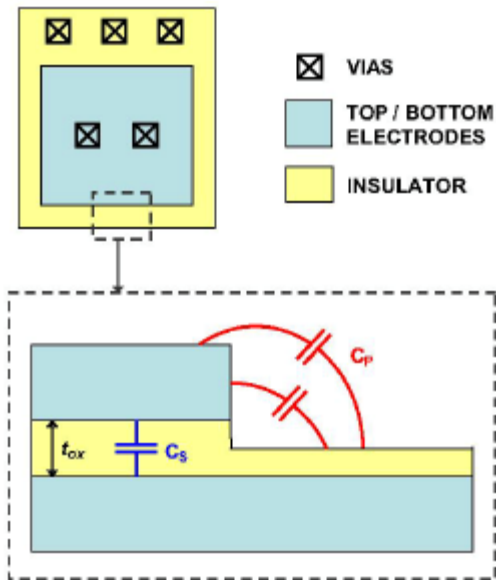 VIAS
TOP / BOTTOM
ELECTRODES
INSULATOR
CP
tox
CS